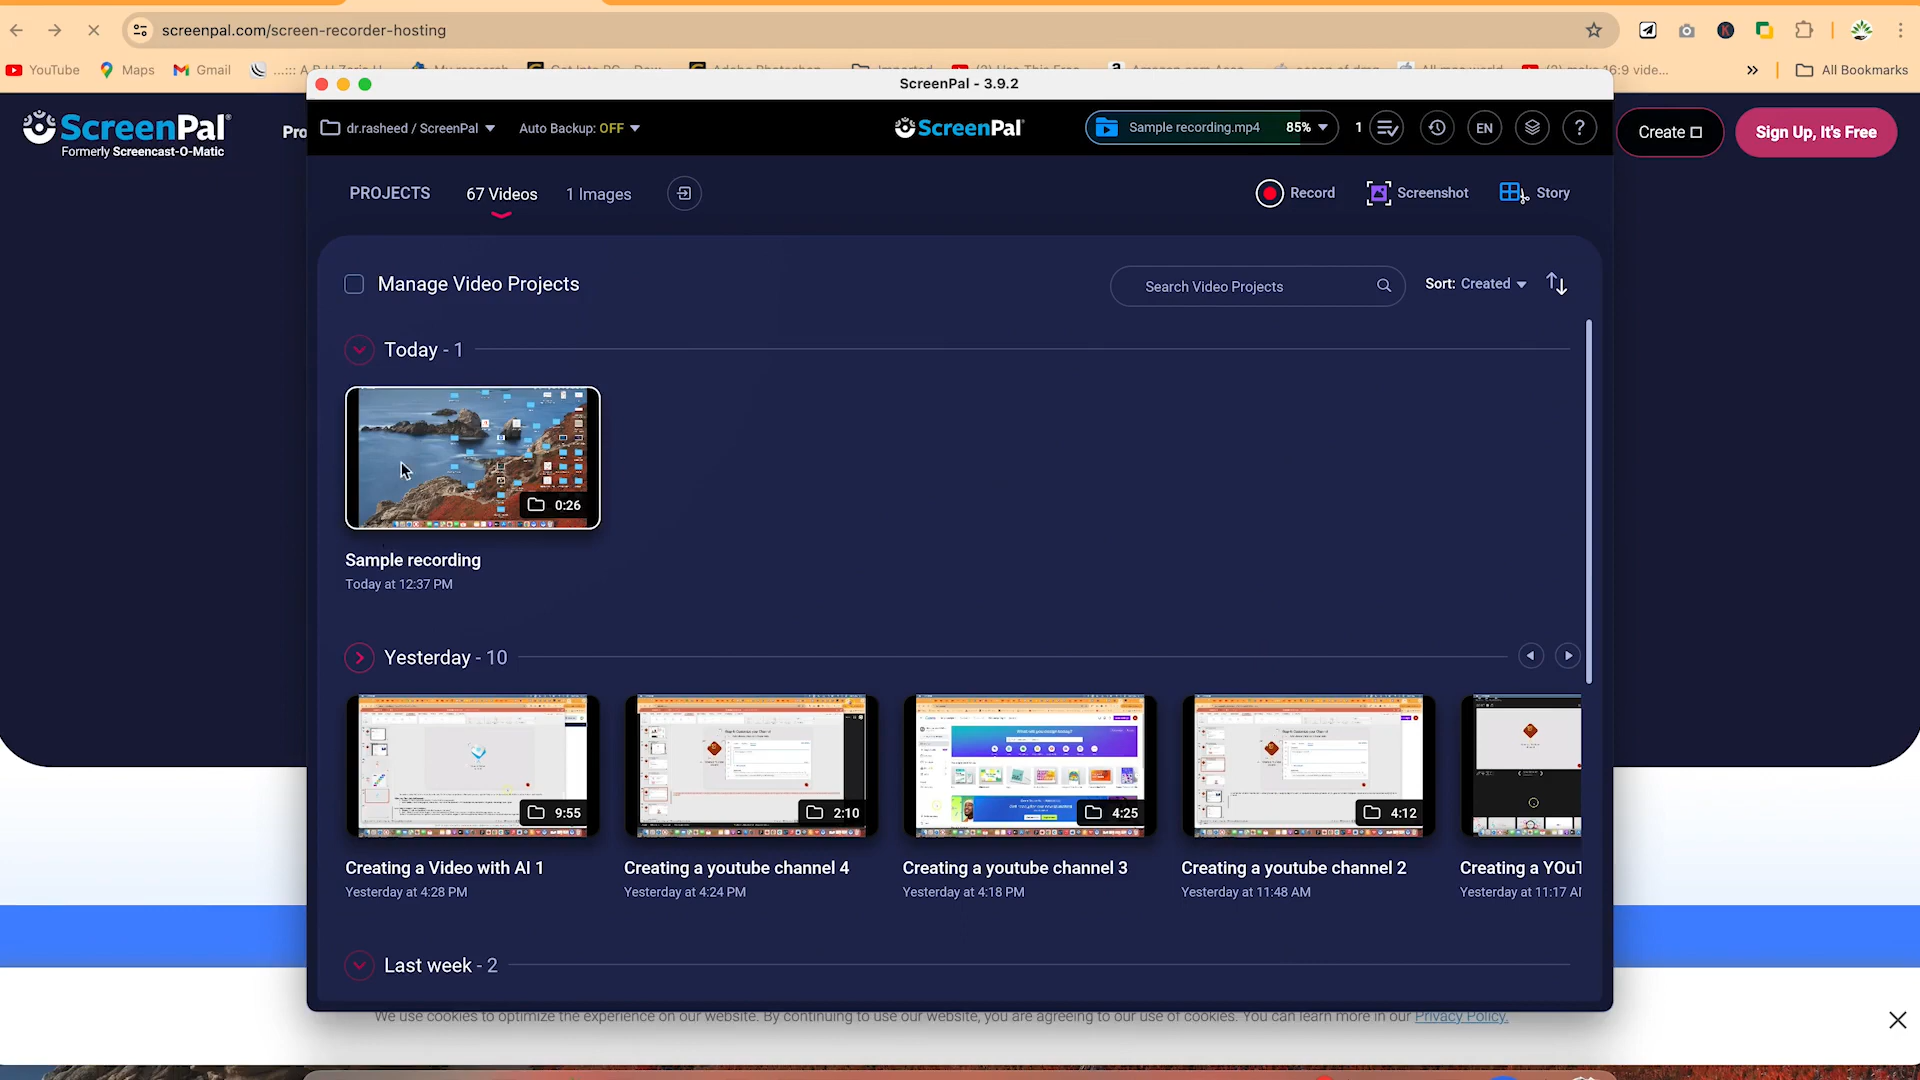 screenpal.com/screen-recorder-hosting
YouTube
Maps
Gmail
All Bookmarks
ScreenPal - 3.9.2
ScreenPal
Formerly Screencast-O-Matic
Pro
dr.rasheed / ScreenPal
Auto Backup: OFF
ScreenPal
Sample recording.mp4 85%
1
EN
?
Create
Sign Up, It's Free
PROJECTS
67 Videos
1 Images
Record
Screenshot
Story
Manage Video Projects
Search Video Projects
Sort: Created
Today - 1
0:26
Sample recording
Today at 12:37 PM
Yesterday - 10
9:55
2:10
4:25
4:12
Creating a Video with AI 1
Creating a youtube channel 4
Creating a youtube channel 3
Creating a youtube channel 2
Creating a YOuT
Yesterday at 4:28 PM
Yesterday at 4:24 PM
Yesterday at 4:18 PM
Yesterday at 11:48 AM
Yesterday at 11:17 AM
Last week - 2
We use cookies to optimize the experience on our website. By continuing to use our website, you are agreeing to our use of cookies. You can learn more in our Privacy Policy.